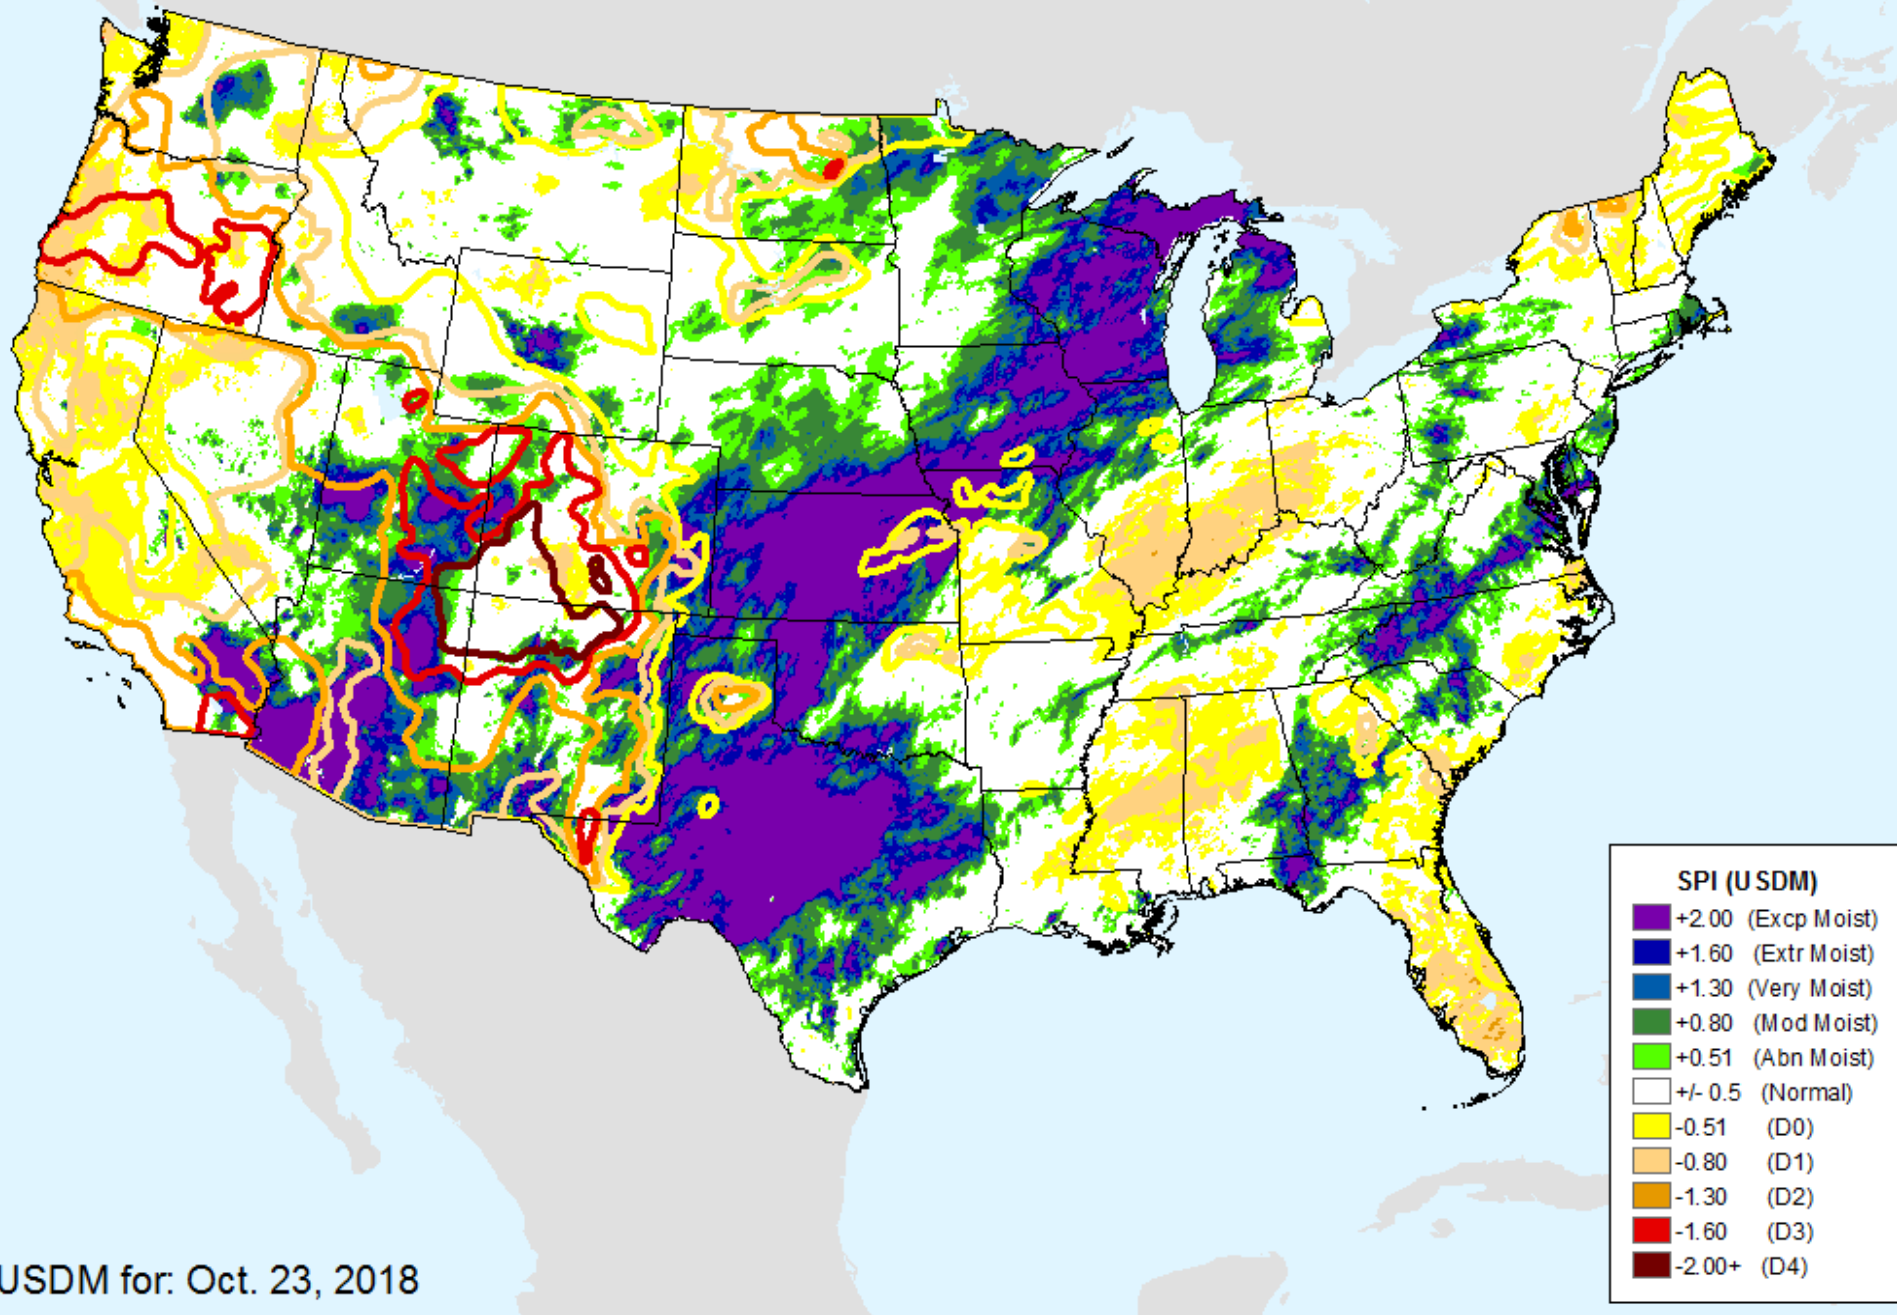 SPI (USDM)
+2.00 (Excp Moist)
+1.60 (Extr Moist)
+1.30 (Very Moist)
+0.80 (Mod Moist)
+0.51 (Abn Moist)
+/- 0.5 (Normal)
-0.51 (D0)
-0.80 (D1)
-1.30 (D2)
-1.60 (D3)
-2.00+ (D4)
USDM for: Oct. 23, 2018